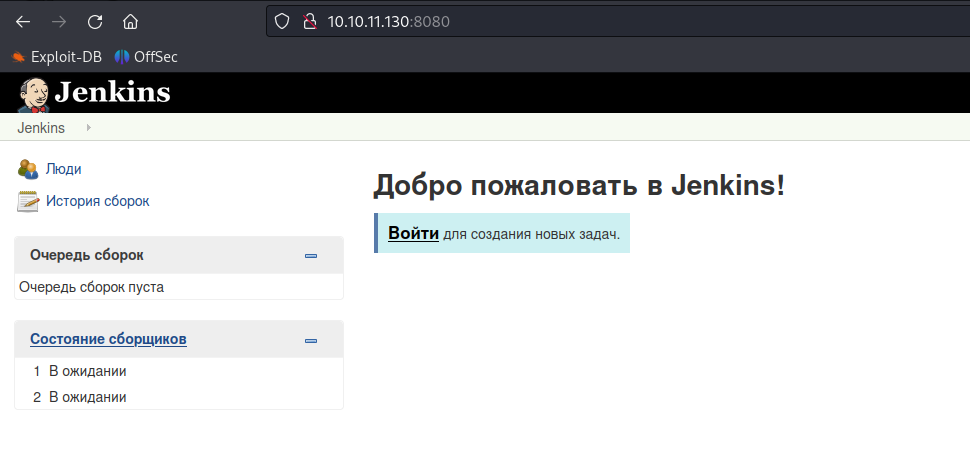 10.10.11.130:8080
Exploit-DB OffSec
Jenkins
Jenkins
Люди
История сборок
Очередь сборок
Очередь сборок пуста
Состояние сборщиков
1 В ожидании
2 В ожидании
Добро пожаловать в Jenkins!
Войти для создания новых задач.